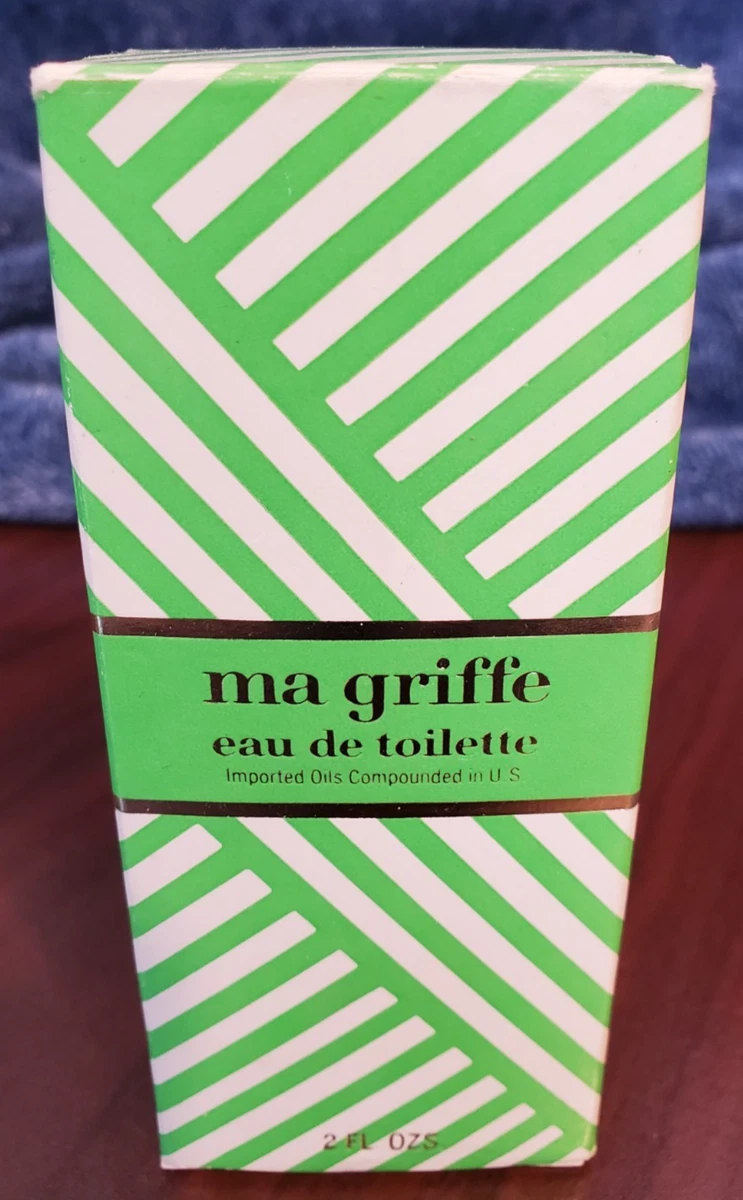 ma griffe
eau de toilette
Imported Oils Compounded in U.S.
2 FL OZS